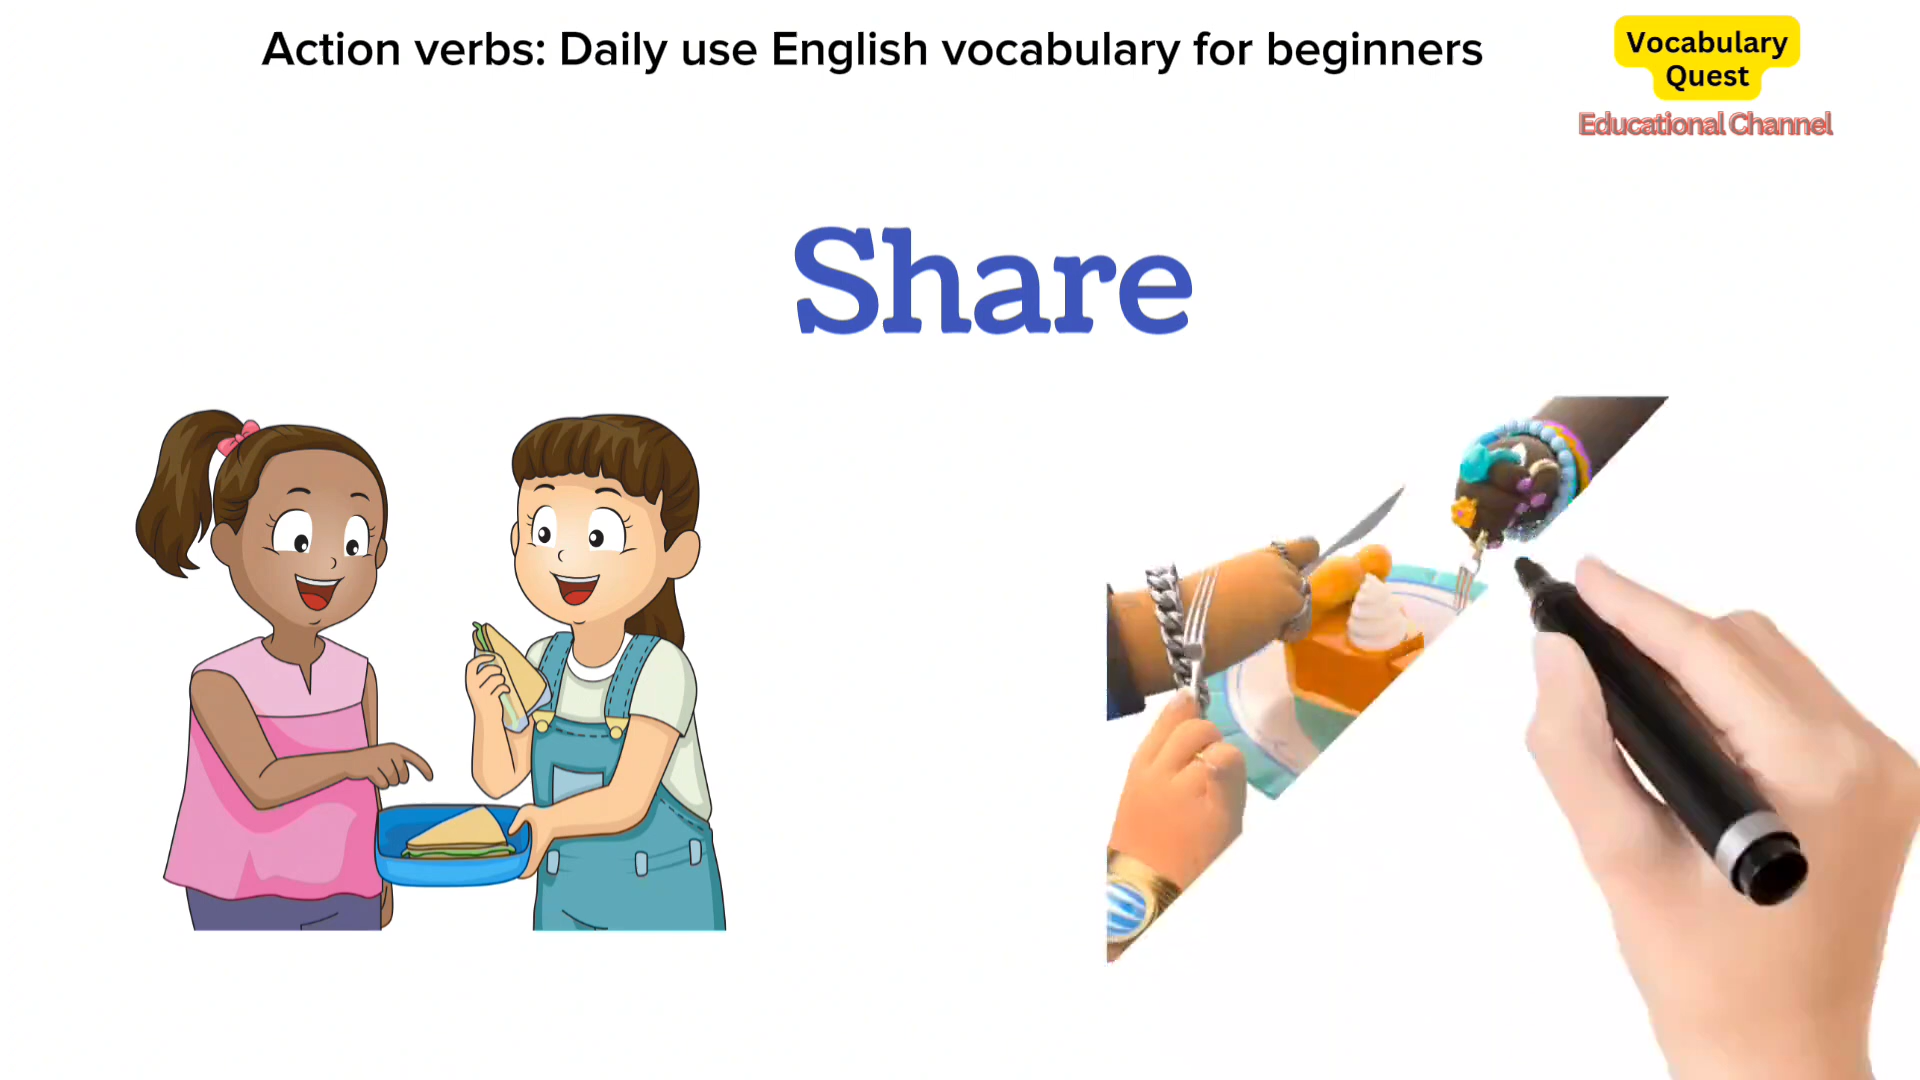 Action verbs: Daily use English vocabulary for beginners
Vocabulary
Quest
Educational Channel
Share